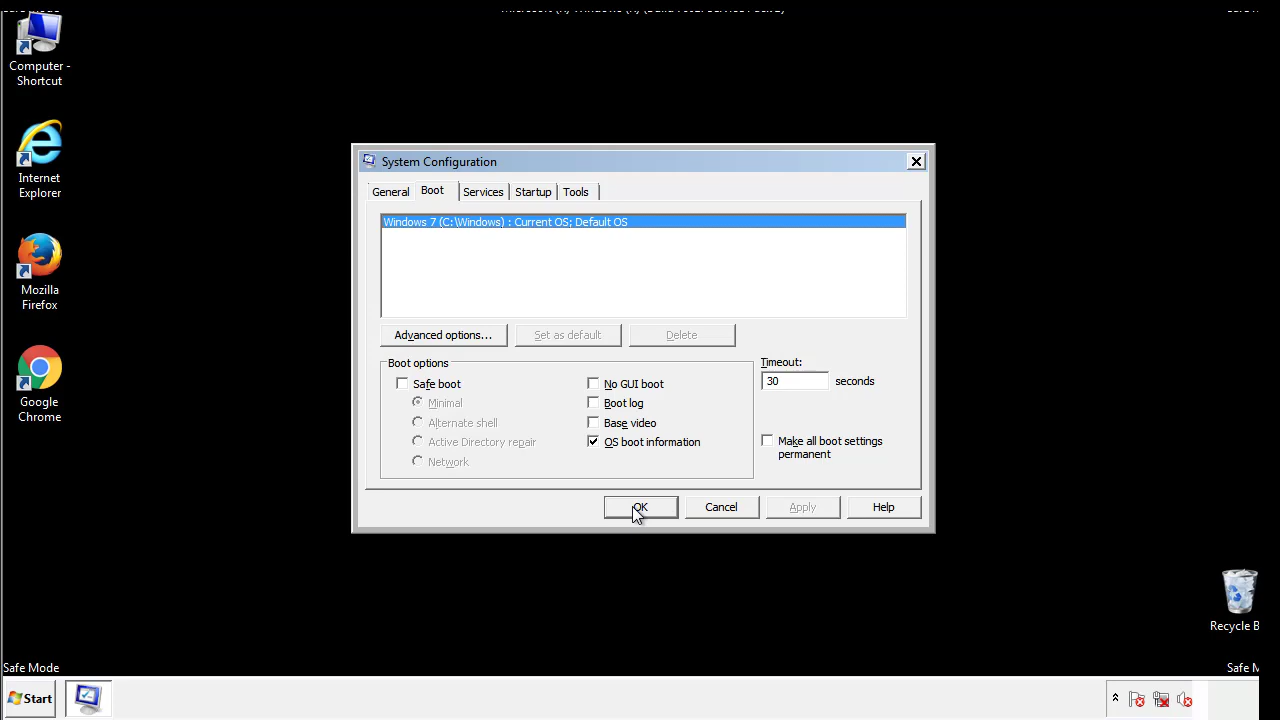 Computer -
Shortcut
Internet
Explorer
Mozilla
Firefox
Google
Chrome
System Configuration
General
Boot
Services
Startup
Tools
Windows 7 (C:\Windows) : Current OS; Default OS
Advanced options...
Set as default
Delete
Boot options
Safe boot
Minimal
Alternate shell
Active Directory repair
Network
No GUI boot
Boot log
Base video
OS boot information
Timeout:
30 seconds
Make all boot settings
permanent
OK
Cancel
Apply
Help
Recycle B
Safe Mode
Safe M
Start